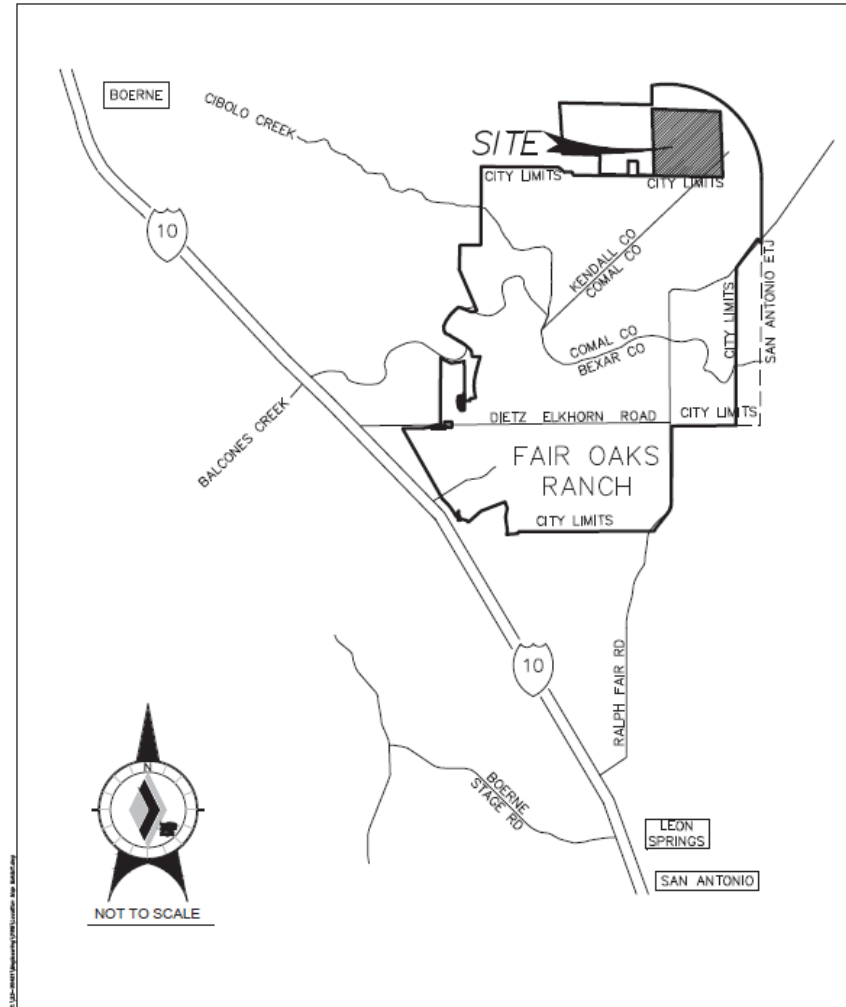 BOERNE
CIBOLO CREEK
SITE
CITY LIMITS
CITY LIMITS
10
KENDALL CO
COMAL CO
SAN ANTONIO ETJ
CITY LIMITS
COMAL CO
BEXAR CO
BALCONES CREEK
DIETZ ELKHORN ROAD
CITY LIMITS
FAIR OAKS
RANCH
CITY LIMITS
10
RALPH FAIR RD
BOERNE
STAGE RD
LEON
SPRINGS
SAN ANTONIO
N
NOT TO SCALE